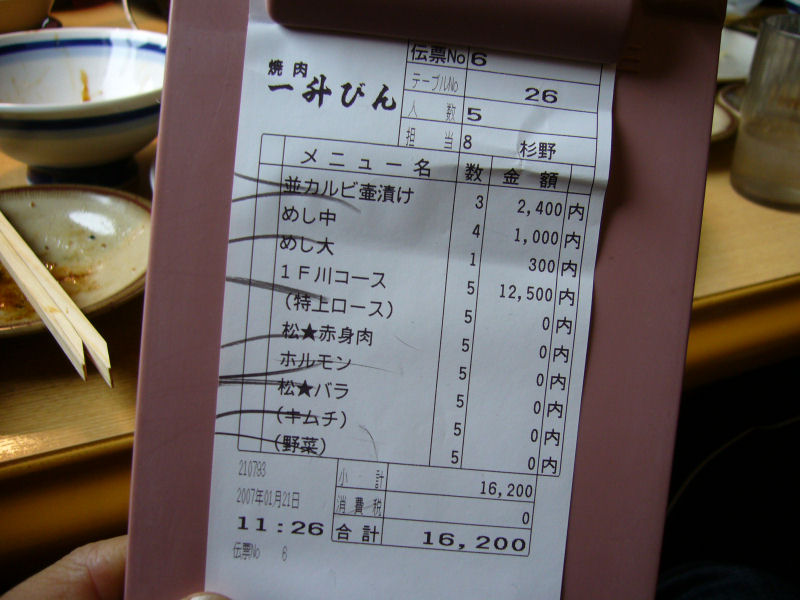 焼肉
一升びん
伝票No 6
テーブルNo 26
人数 5
担当 8 杉野
メニュー名 数 金額
並カルビ壷漬け 3 2,400 内
めし中 4 1,000 内
めし大 1 300 内
1F川コース 5 12,500 内
(特上ロース) 5 0 内
松★赤身肉 5 0 内
ホルモン 5 0 内
松★バラ 5 0 内
(キムチ) 5 0 内
(野菜) 5 0 内
210793
小計 16,200
2007年01月21日
消費税 0
11:26
合計 16,200
伝票No 6